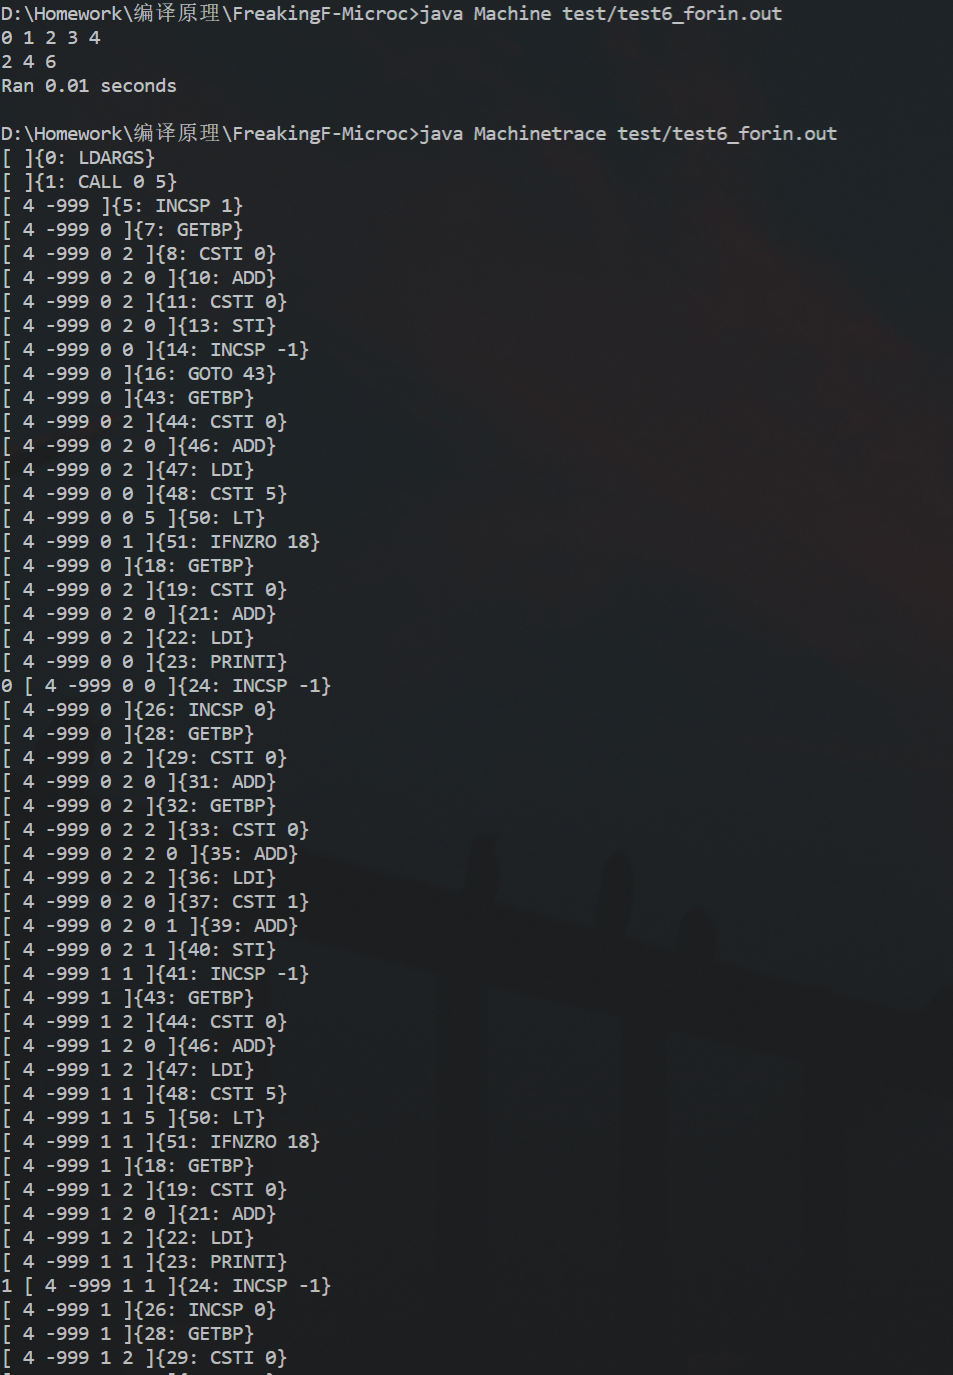 D:\Homework\编译原理\FreakingF-Microc>java Machine test/test6_forin.out
0 1 2 3 4
2 4 6
Ran 0.01 seconds
D:\Homework\编译原理\FreakingF-Microc>java Machinetrace test/test6_forin.out
[ ]{0: LDARGS}
[ ]{1: CALL 0 5}
[ 4 -999 ]{5: INCSP 1}
[ 4 -999 0 ]{7: GETBP}
[ 4 -999 0 2 ]{8: CSTI 0}
[ 4 -999 0 2 0 ]{10: ADD}
[ 4 -999 0 2 ]{11: CSTI 0}
[ 4 -999 0 2 0 ]{13: STI}
[ 4 -999 0 0 ]{14: INCSP -1}
[ 4 -999 0 ]{16: GOTO 43}
[ 4 -999 0 ]{43: GETBP}
[ 4 -999 0 2 ]{44: CSTI 0}
[ 4 -999 0 2 0 ]{46: ADD}
[ 4 -999 0 2 ]{47: LDI}
[ 4 -999 0 0 ]{48: CSTI 5}
[ 4 -999 0 0 5 ]{50: LT}
[ 4 -999 0 1 ]{51: IFNZRO 18}
[ 4 -999 0 ]{18: GETBP}
[ 4 -999 0 2 ]{19: CSTI 0}
[ 4 -999 0 2 0 ]{21: ADD}
[ 4 -999 0 2 ]{22: LDI}
[ 4 -999 0 0 ]{23: PRINTI}
0 [ 4 -999 0 0 ]{24: INCSP -1}
[ 4 -999 0 ]{26: INCSP 0}
[ 4 -999 0 ]{28: GETBP}
[ 4 -999 0 2 ]{29: CSTI 0}
[ 4 -999 0 2 0 ]{31: ADD}
[ 4 -999 0 2 ]{32: GETBP}
[ 4 -999 0 2 2 ]{33: CSTI 0}
[ 4 -999 0 2 2 0 ]{35: ADD}
[ 4 -999 0 2 2 ]{36: LDI}
[ 4 -999 0 2 0 ]{37: CSTI 1}
[ 4 -999 0 2 0 1 ]{39: ADD}
[ 4 -999 0 2 1 ]{40: STI}
[ 4 -999 1 1 ]{41: INCSP -1}
[ 4 -999 1 ]{43: GETBP}
[ 4 -999 1 2 ]{44: CSTI 0}
[ 4 -999 1 2 0 ]{46: ADD}
[ 4 -999 1 2 ]{47: LDI}
[ 4 -999 1 1 ]{48: CSTI 5}
[ 4 -999 1 1 5 ]{50: LT}
[ 4 -999 1 1 ]{51: IFNZRO 18}
[ 4 -999 1 ]{18: GETBP}
[ 4 -999 1 2 ]{19: CSTI 0}
[ 4 -999 1 2 0 ]{21: ADD}
[ 4 -999 1 2 ]{22: LDI}
[ 4 -999 1 1 ]{23: PRINTI}
1 [ 4 -999 1 1 ]{24: INCSP -1}
[ 4 -999 1 ]{26: INCSP 0}
[ 4 -999 1 ]{28: GETBP}
[ 4 -999 1 2 ]{29: CSTI 0}